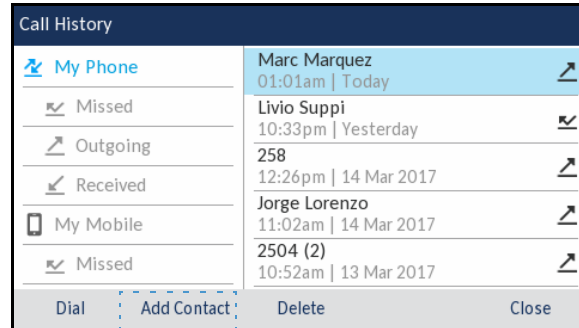 Call History
My Phone
Missed
Outgoing
Received
My Mobile
Missed
Marc Marquez
01:01am | Today
Livio Suppi
10:33pm | Yesterday
258
12:26pm | 14 Mar 2017
Jorge Lorenzo
11:02am | 14 Mar 2017
2504 (2)
10:52am | 13 Mar 2017
Dial Add Contact Delete Close